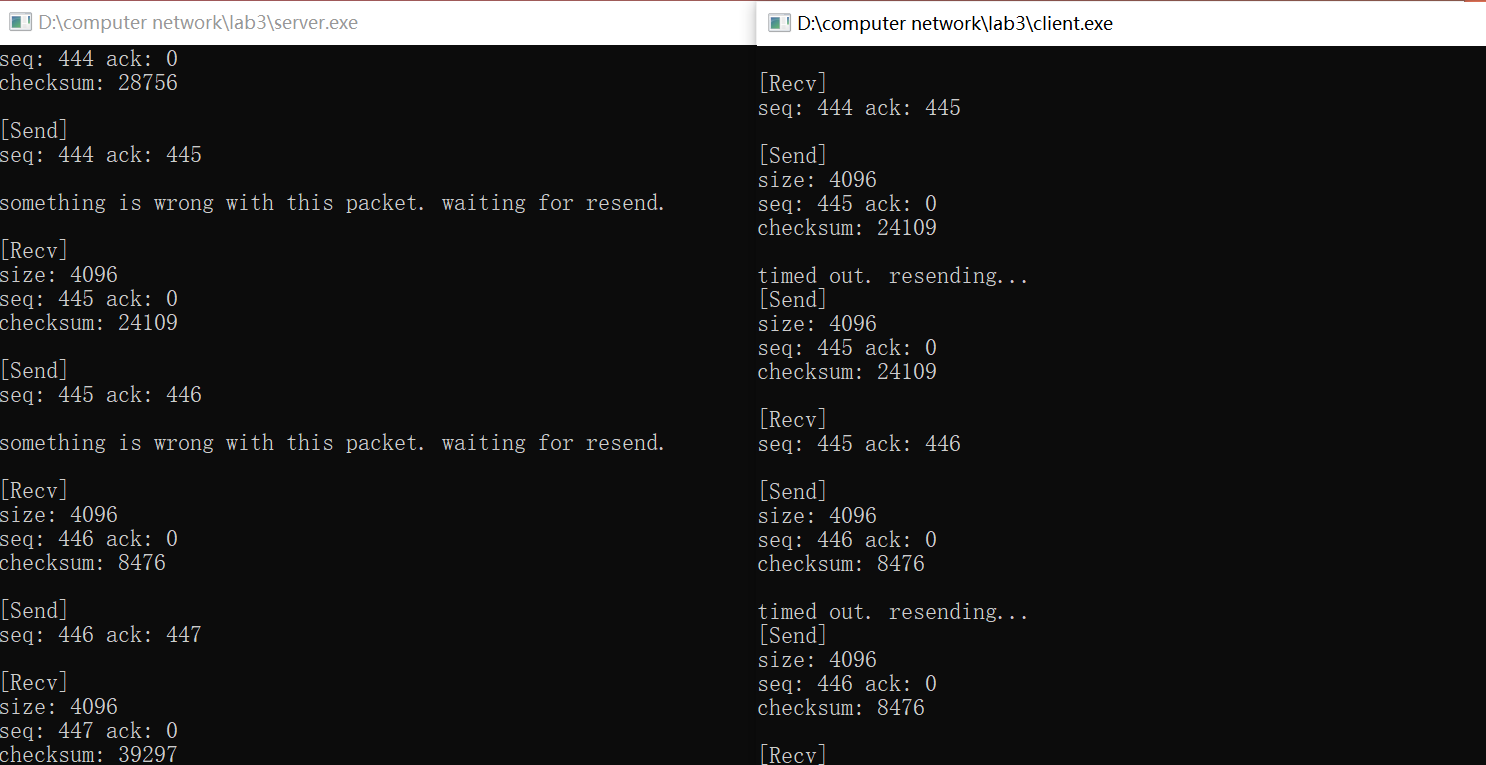 D:\computer network\lab3\server.exe
seq: 444 ack: 0
checksum: 28756
[Send]
seq: 444 ack: 445
something is wrong with this packet. waiting for resend.
[Recv]
size: 4096
seq: 445 ack: 0
checksum: 24109
[Send]
seq: 445 ack: 446
something is wrong with this packet. waiting for resend.
[Recv]
size: 4096
seq: 446 ack: 0
checksum: 8476
[Send]
seq: 446 ack: 447
[Recv]
size: 4096
seq: 447 ack: 0
checksum: 39297
D:\computer network\lab3\client.exe
[Recv]
seq: 444 ack: 445
[Send]
size: 4096
seq: 445 ack: 0
checksum: 24109
timed out. resending...
[Send]
size: 4096
seq: 445 ack: 0
checksum: 24109
[Recv]
seq: 445 ack: 446
[Send]
size: 4096
seq: 446 ack: 0
checksum: 8476
timed out. resending...
[Send]
size: 4096
seq: 446 ack: 0
checksum: 8476
[Recv]